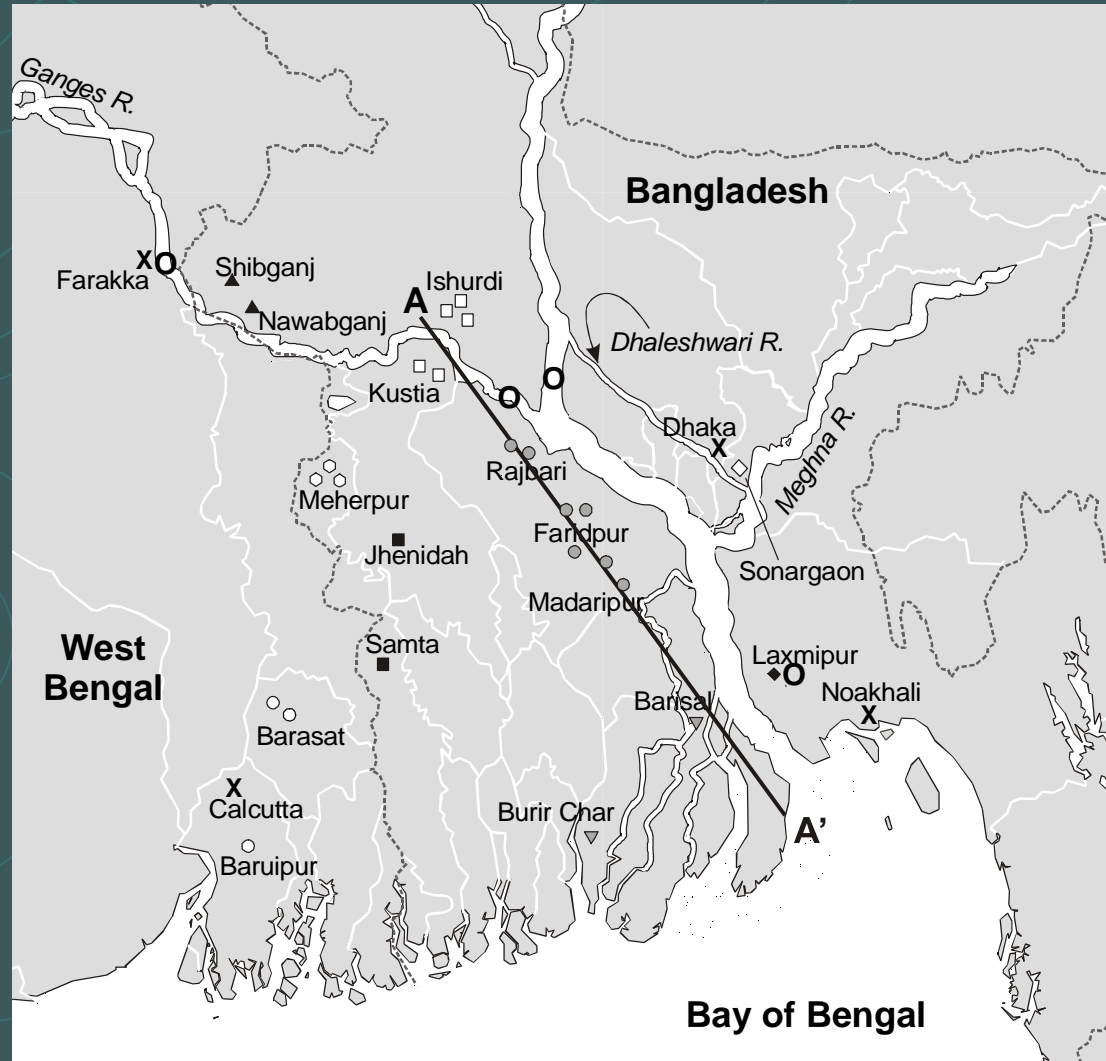 Ganges R.
Bangladesh
X
O
Farakka
Shibganj
Nawabganj
Ishurdi
A
Kustia
O
O
Dhaleshwari R.
Dhaka
X
Meghna R.
Rajbari
Meherpur
Faridpur
Jhenidah
Sonargaon
Madaripur
West
Bengal
Samta
Laxmipur
O
Noakhali
X
Barisal
Barasat
X
Calcutta
Burir Char
A’
Baruipur
Bay of Bengal